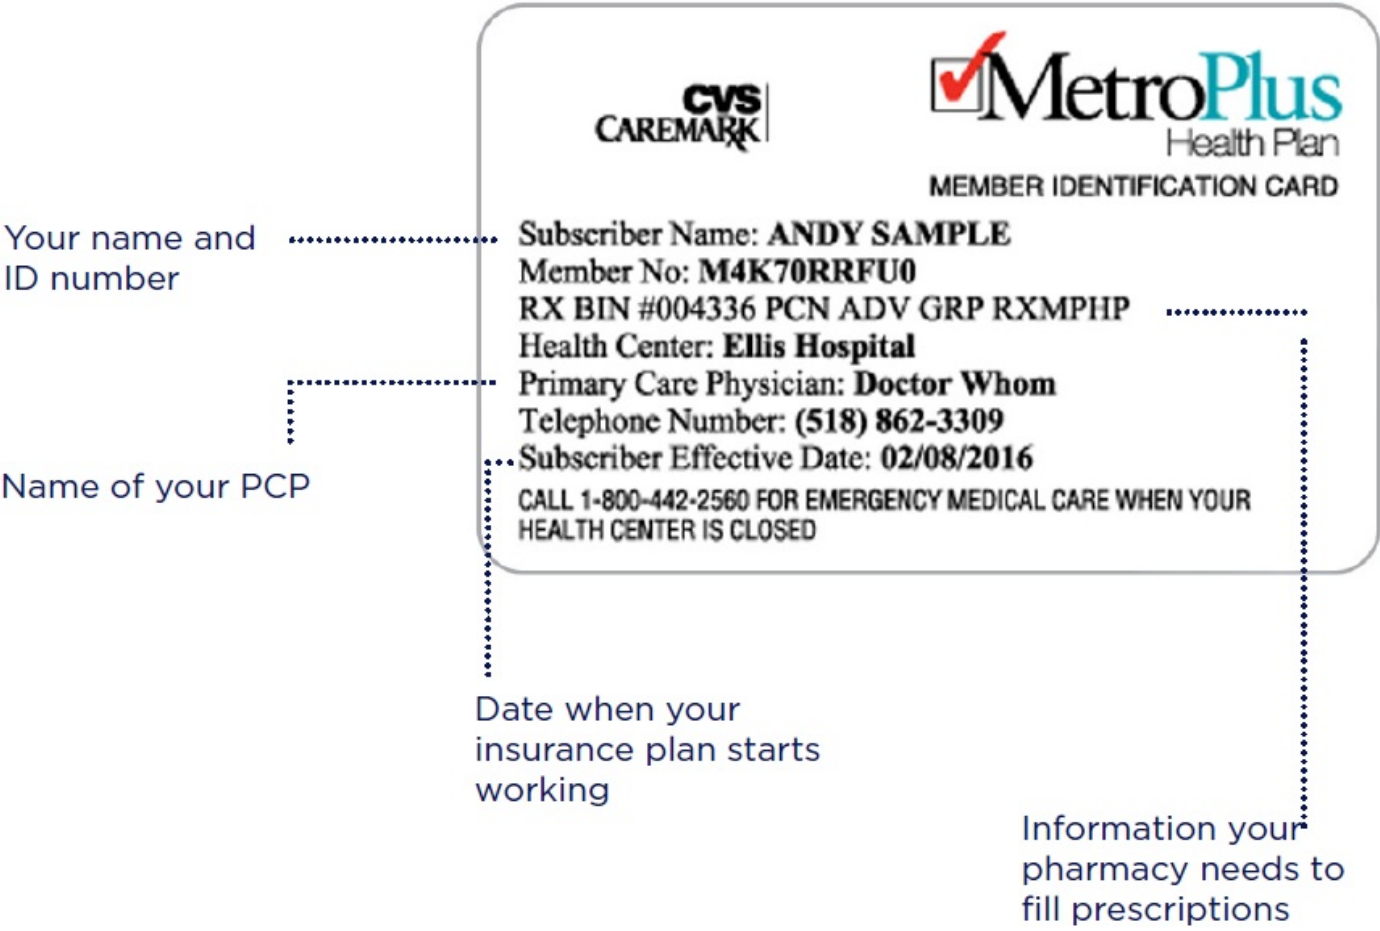 CVS
CAREMARK
MetroPlus
Health Plan
MEMBER IDENTIFICATION CARD
Your name and
ID number
Subscriber Name: ANDY SAMPLE
Member No: M4K70RRFU0
RX BIN #004336 PCN ADV GRP RXMPHP
Health Center: Ellis Hospital
Primary Care Physician: Doctor Whom
Telephone Number: (518) 862-3309
Subscriber Effective Date: 02/08/2016
CALL 1-800-442-2560 FOR EMERGENCY MEDICAL CARE WHEN YOUR
HEALTH CENTER IS CLOSED
Name of your PCP
Date when your
insurance plan starts
working
Information your
pharmacy needs to
fill prescriptions